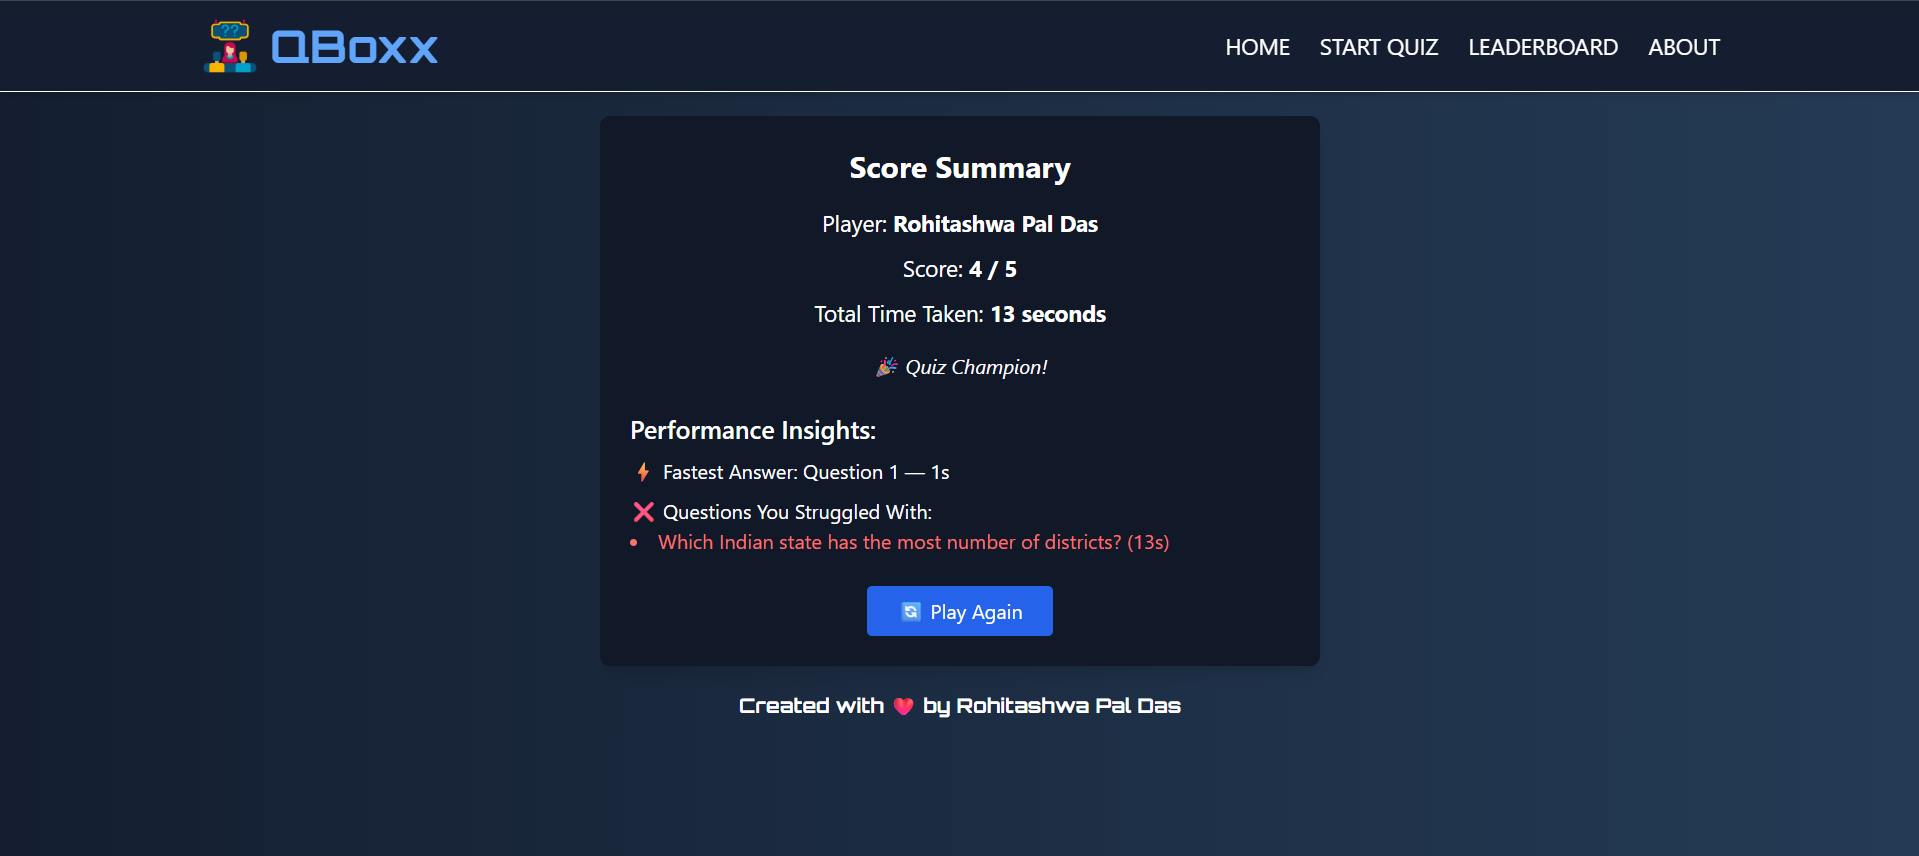 ??
QBoxx
HOME START QUIZ LEADERBOARD ABOUT
Score Summary
Player: Rohitashwa Pal Das
Score: 4 / 5
Total Time Taken: 13 seconds
🎉 Quiz Champion!
Performance Insights:
⚡ Fastest Answer: Question 1 — 1s
❌ Questions You Struggled With:
• Which Indian state has the most number of districts? (13s)
🔄 Play Again
Created with ❤️ by Rohitashwa Pal Das